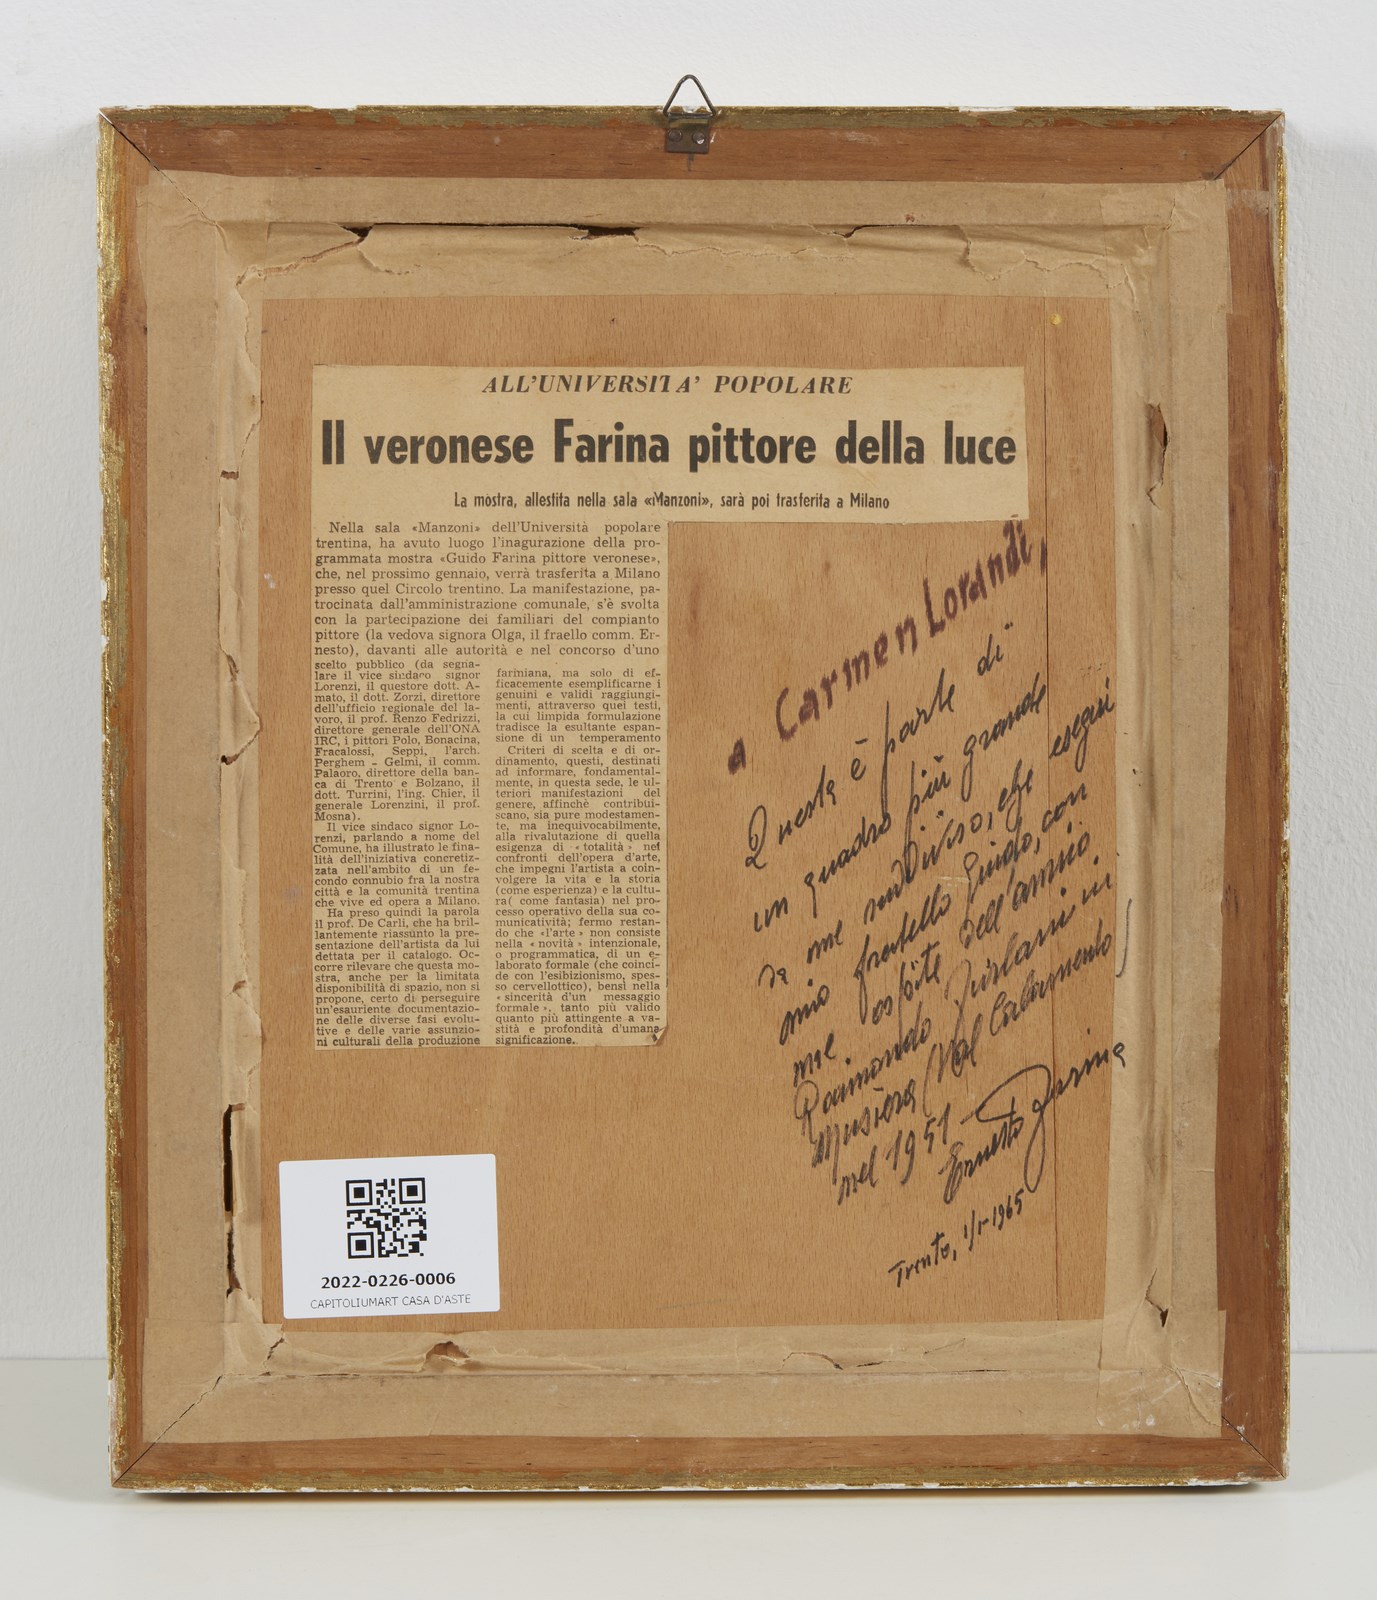 ALL'UNIVERSITA' POPOLARE
Il veronese Farina pittore della luce
La mostra, allestita nella sala «Manzoni», sarà poi trasferita a Milano
Nella sala «Manzoni» dell'Università popolare
trentina, ha avuto luogo l'inagurazione della pro-
grammata mostra «Guido Farina pittore veronese»,
che, nel prossimo gennaio, verrà trasferita a Milano
presso quel Circolo trentino. La manifestazione, pa-
trocinata dall'amministrazione comunale, s'è svolta
con la partecipazione dei familiari del compianto
pittore (la vedova signora Olga, il fraello comm. Er-
nesto), davanti alle autorità e nel concorso d'uno
scelto pubblico (da segna-
lare il vice sindaco signor
Lorenzi, il questore dott. A-
mato, il dott. Zorzi, direttore
dell'ufficio regionale del la-
voro, il prof. Renzo Fedrizzi,
direttore generale dell'ONA
IRC, i pittori Polo, Bonacina,
Fracalossi, Seppi, l'arch.
Perghem - Gelmi, il comm.
Palaoro, direttore della ban-
ca di Trento e Bolzano, il
dott. Turrini, l'ing. Chier, il
generale Lorenzini, il prof.
Mosna).
Il vice sindaco signor Lo-
renzi, parlando a nome del
Comune, ha illustrato le fina-
lità dell'iniziativa concretiz-
zata nell'ambito di un fe-
condo connubio fra la nostra
città e la comunità trentina
che vive ed opera a Milano.
Ha preso quindi la parola
il prof. De Carli, che ha bril-
lantemente riassunto la pre-
sentazione dell'artista da lui
dettata per il catalogo. Oc-
corre rilevare che questa mo-
stra, anche per la limitata
disponibilità di spazio, non si
propone, certo di perseguire
un'esauriente documentazio-
ne delle diverse fasi evolu-
tive e delle varie assunzio-
ni culturali della produzione
fariniana, ma solo di ef-
ficacemente esemplificarne i
genuini e validi raggiungi-
menti, attraverso quei testi,
la cui limpida formulazione
tradisce la esultante espan-
sione di un temperamento
Criteri di scelta e di or-
dinamento, questi, destinati
ad informare, fondamental-
mente, in questa sede, le ul-
teriori manifestazioni del
genere, affinchè contribui-
scano, sia pure modestamen-
te, ma inequivocabilmente,
alla rivalutazione di quella
esigenza di «totalità» nei
confronti dell'opera d'arte,
che impegni l'artista a coin-
volgere la vita e la storia
(come esperienza) e la cultu-
ra( come fantasia) nel pro-
cesso operativo della sua co-
municatività; fermo restan-
do che «l'arte» non consiste
nella «novità» intenzionale,
o programmatica, di un e-
laborato formale (che coinci-
de con l'esibizionismo, spes-
so cervellottico), bensì nella
«sincerità d'un messaggio
formale», tanto più valido
quanto più attingente a va-
stità e profondità d'umana
significazione.
a Carmen Lorandi,
Questa è parte di
un quadro più grande
da me suddiviso, che eseguì
mio fratello Guido, con
me ospite dell'amico
Raimondo in
Musiera (Val Calamento)
nel 1951 -
Ernesto Farina
Trento, 1/1-1965
2022-0226-0006
CAPITOLIUMART CASA D'ASTE